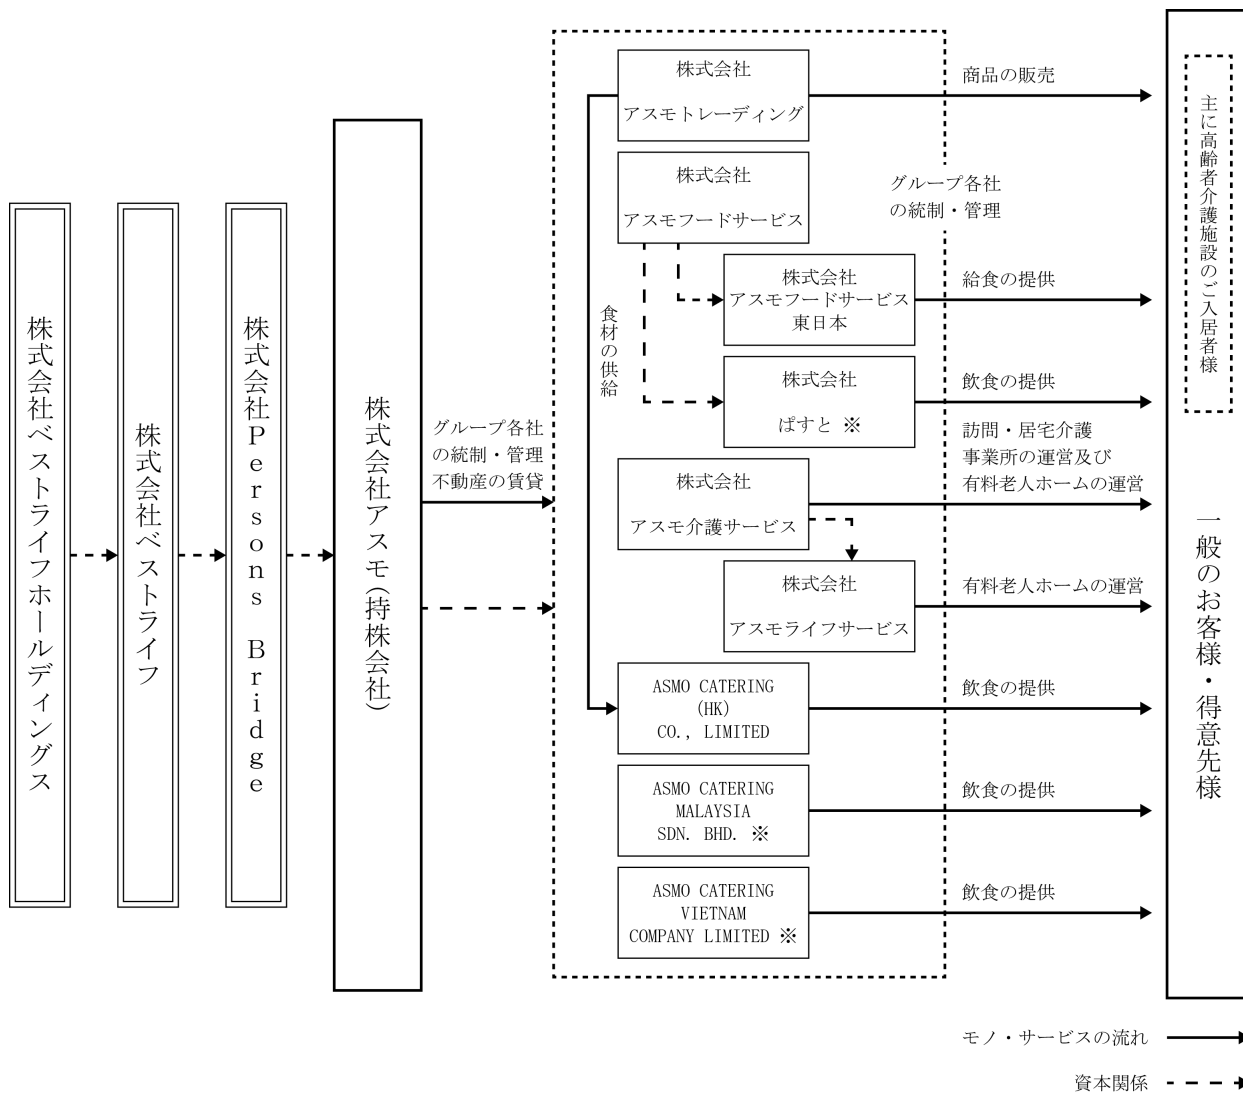 株式会社ベストライフホールディングス
株式会社ベストライフ
株式会社Persons Bridge
株式会社アスモ(持株会社)
グループ各社
の統制・管理
不動産の賃貸
食材の供給
株式会社
アスモトレーディング
株式会社
アスモフードサービス
株式会社
アスモフードサービス
東日本
株式会社
ぱすと ※
株式会社
アスモ介護サービス
株式会社
アスモライフサービス
ASMO CATERING
(HK)
CO., LIMITED
ASMO CATERING
MALAYSIA
SDN. BHD. ※
ASMO CATERING
VIETNAM
COMPANY LIMITED ※
商品の販売
グループ各社
の統制・管理
給食の提供
飲食の提供
訪問・居宅介護
事業所の運営及び
有料老人ホームの運営
有料老人ホームの運営
飲食の提供
飲食の提供
飲食の提供
主に高齢者介護施設のご入居者様
一般のお客様・得意先様
モノ・サービスの流れ
資本関係